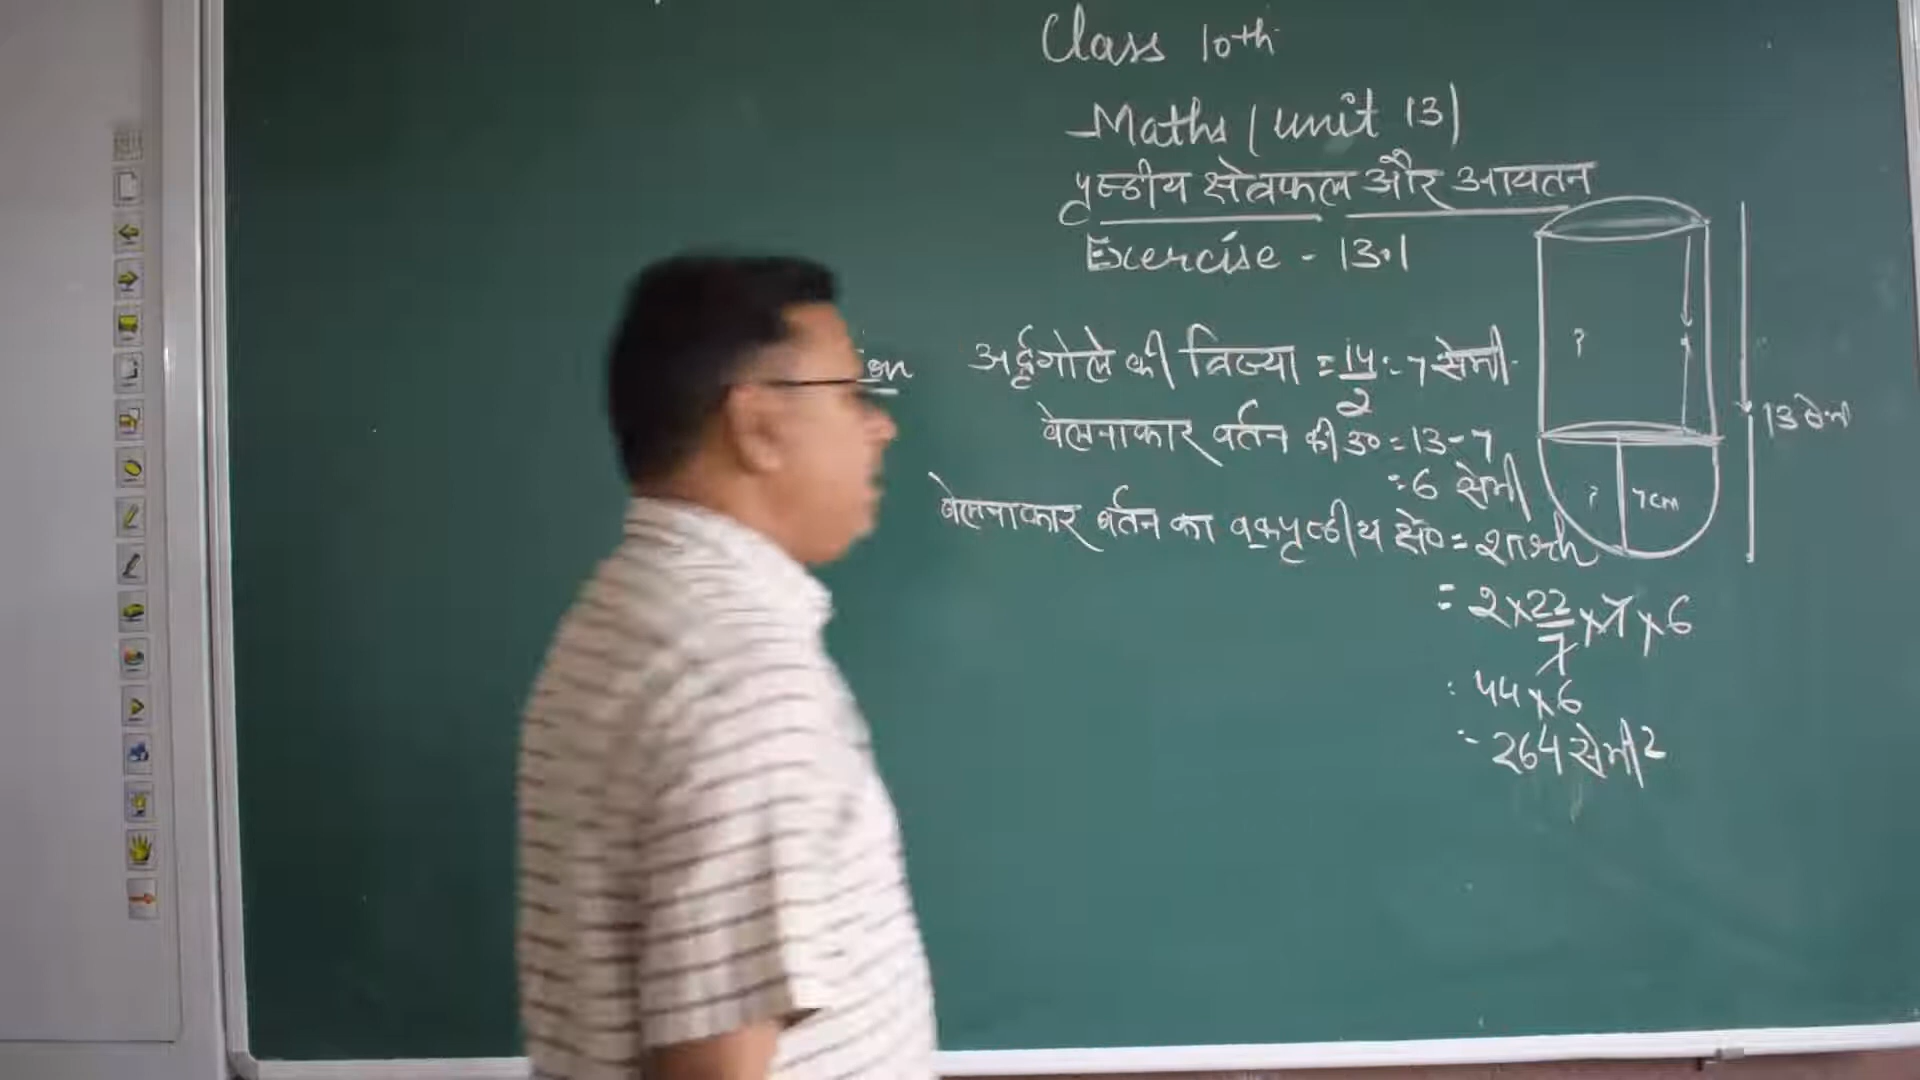 Class 10th
Maths (unit 13)
पृष्ठीय क्षेत्रफल और आयतन
Exercise - 13.1
अर्द्धगोले की त्रिज्या = 14/2 = 7 सेमी
बेलनाकार बर्तन की ऊ० = 13 - 7
= 6 सेमी
बेलनाकार बर्तन का वक्रपृष्ठीय क्षे० = 2πrh
= 2 × 22/7 × 7 × 6
= 44 × 6
= 264 सेमी²
?
13 सेमी
? 7cm